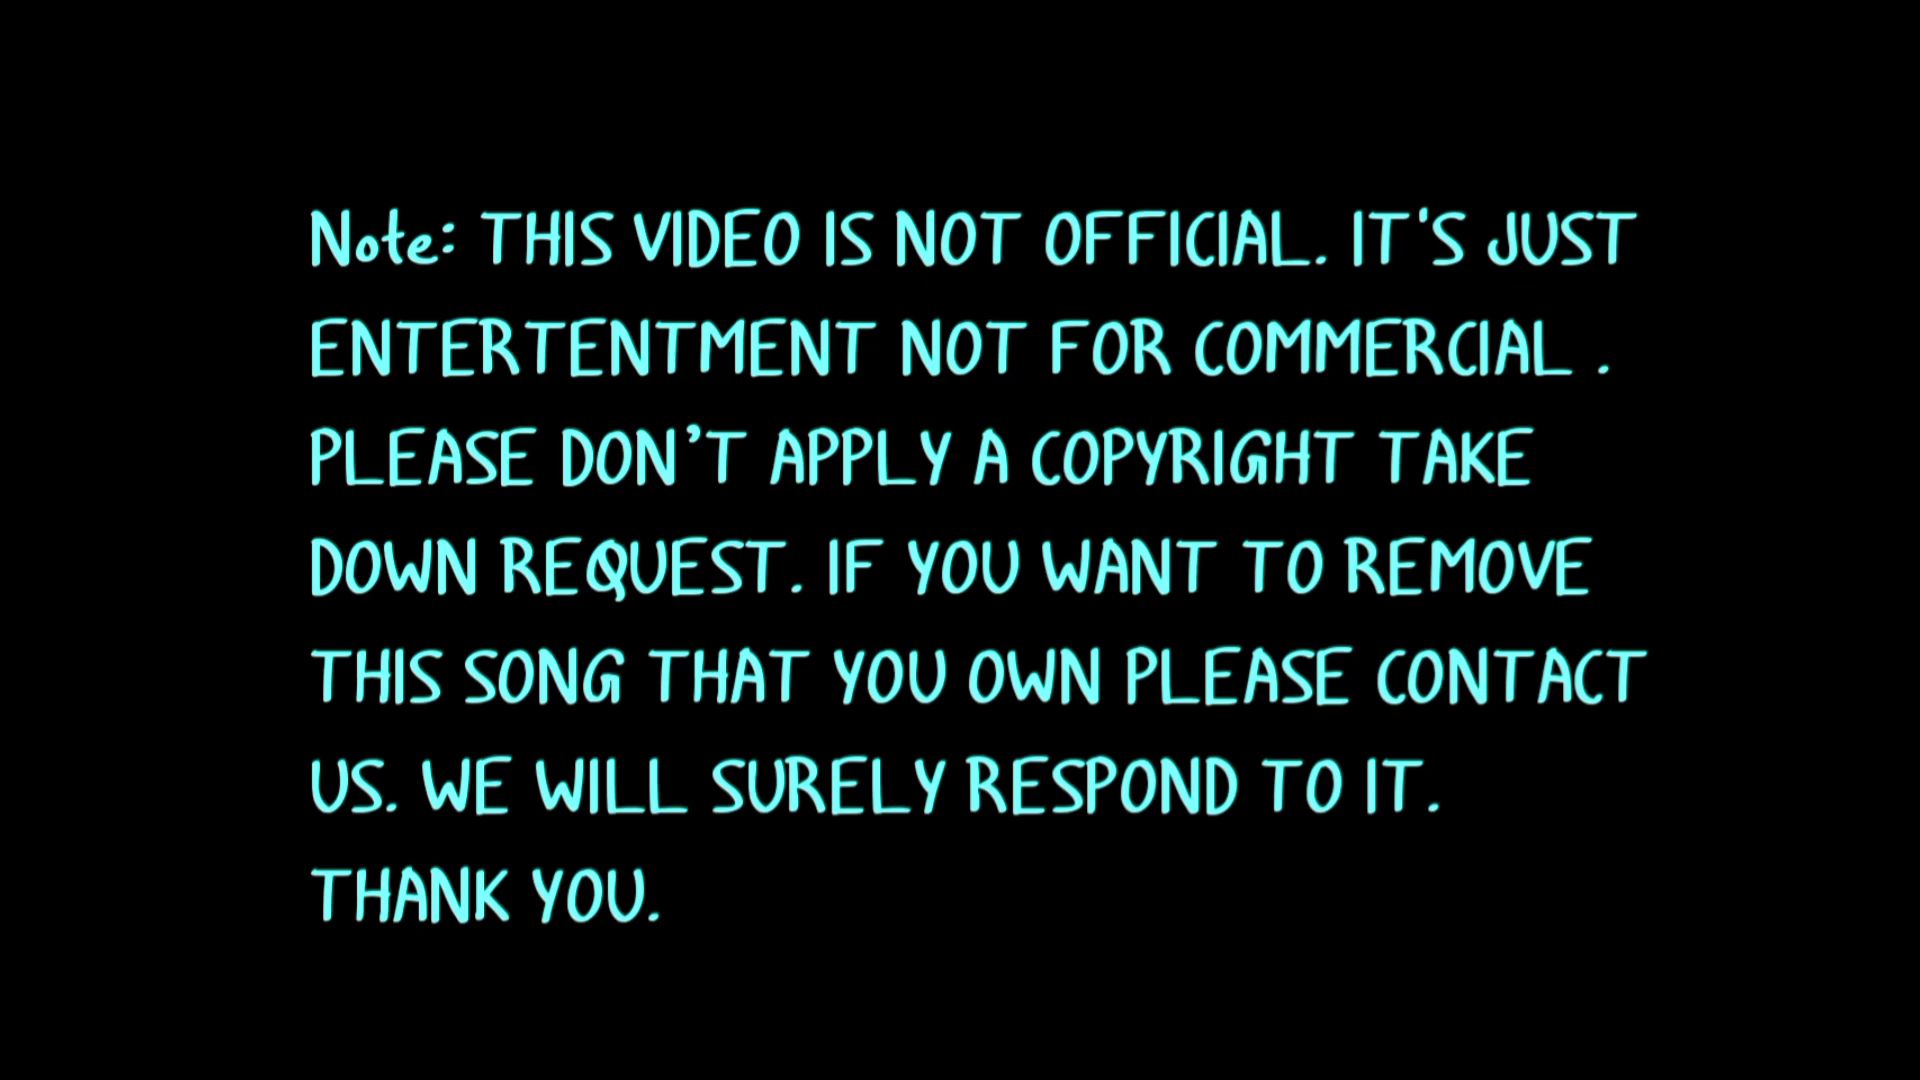 Note: THIS VIDEO IS NOT OFFICIAL. IT'S JUST
ENTERTENTMENT NOT FOR COMMERCIAL .
PLEASE DON’T APPLY A COPYRIGHT TAKE
DOWN REQUEST. IF YOU WANT TO REMOVE
THIS SONG THAT YOU OWN PLEASE CONTACT
US. WE WILL SURELY RESPOND TO IT.
THANK YOU.